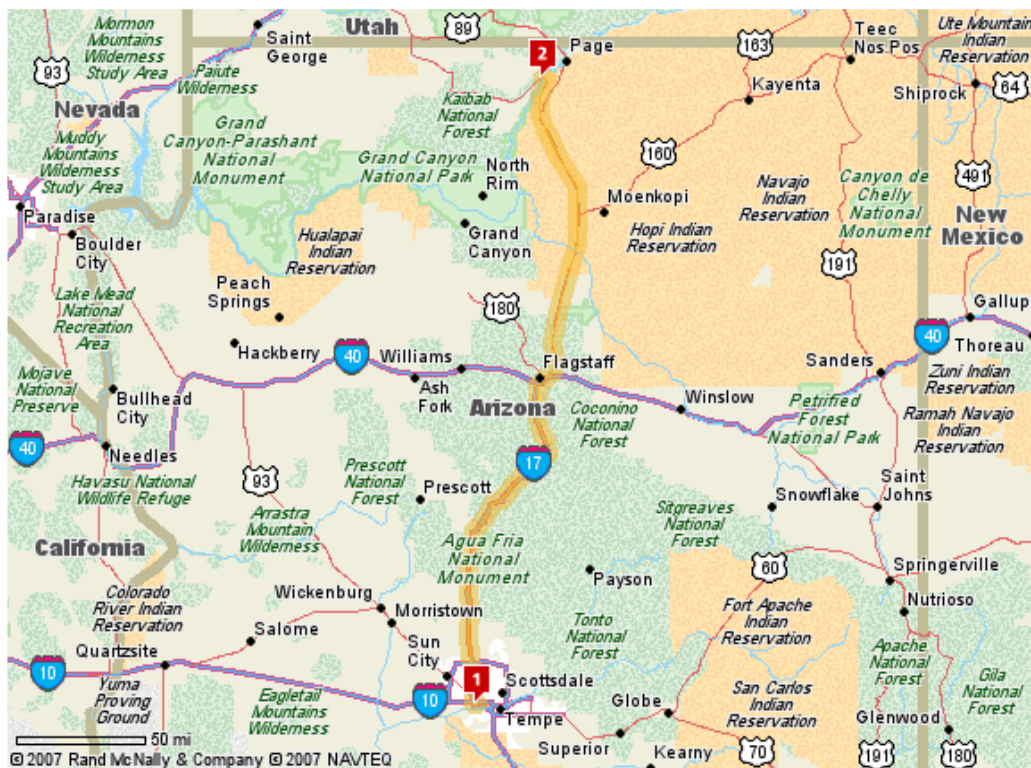 Mormon
Mountains
Wilderness
Study Area
Utah
89
Saint
George
2
Page
163
Teec
Nos Pos
Ute Mountain
Indian
Reservation
93
Paiute
Wilderness
Kaibab
National
Forest
Kayenta
Shiprock
64
Nevada
Muddy
Mountains
Wilderness
Study Area
Grand
Canyon-Parashant
National
Monument
Grand Canyon
National Park
North
Rim
160
Moenkopi
Navajo
Indian
Reservation
Canyon de
Chelly
National
Monument
491
New
Mexico
Paradise
Boulder
City
Hualapai
Indian
Reservation
Grand
Canyon
Hopi Indian
Reservation
191
Peach
Springs
Lake Mead
National
Recreation
Area
180
Gallup
Hackberry
40
Williams
Flagstaff
Sanders
40
Thoreau
Mojave
National
Preserve
Bullhead
City
Ash
Fork
Arizona
Coconino
National
Forest
Winslow
Petrified
Forest
National Park
Zuni Indian
Reservation
Ramah Navajo
Indian
Reservation
40
Needles
17
Havasu National
Wildlife Refuge
93
Prescott
National
Forest
Prescott
Saint
Johns
Snowflake
Sitgreaves
National
Forest
Arrastra
Mountain
Wilderness
California
Agua Fria
National
Monument
60
Springerville
Payson
Colorado
River Indian
Reservation
Wickenburg
Morristown
Nutrioso
Fort Apache
Indian
Reservation
Tonto
National
Forest
Salome
Sun
City
Quartzsite
Apache
National
Forest
Gila
National
Forest
10
Yuma
Proving
Ground
Eagletail
Mountains
Wilderness
10
1
Scottsdale
Tempe
Globe
San Carlos
Indian
Reservation
Superior
Kearny
70
Glenwood
191
180
50 mi
© 2007 Rand McNally & Company © 2007 NAVTEQ